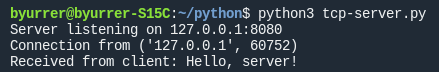 byurrer@byurrer-S15C:~/python$ python3 tcp-server.py
Server listening on 127.0.0.1:8080
Connection from ('127.0.0.1', 60752)
Received from client: Hello, server!